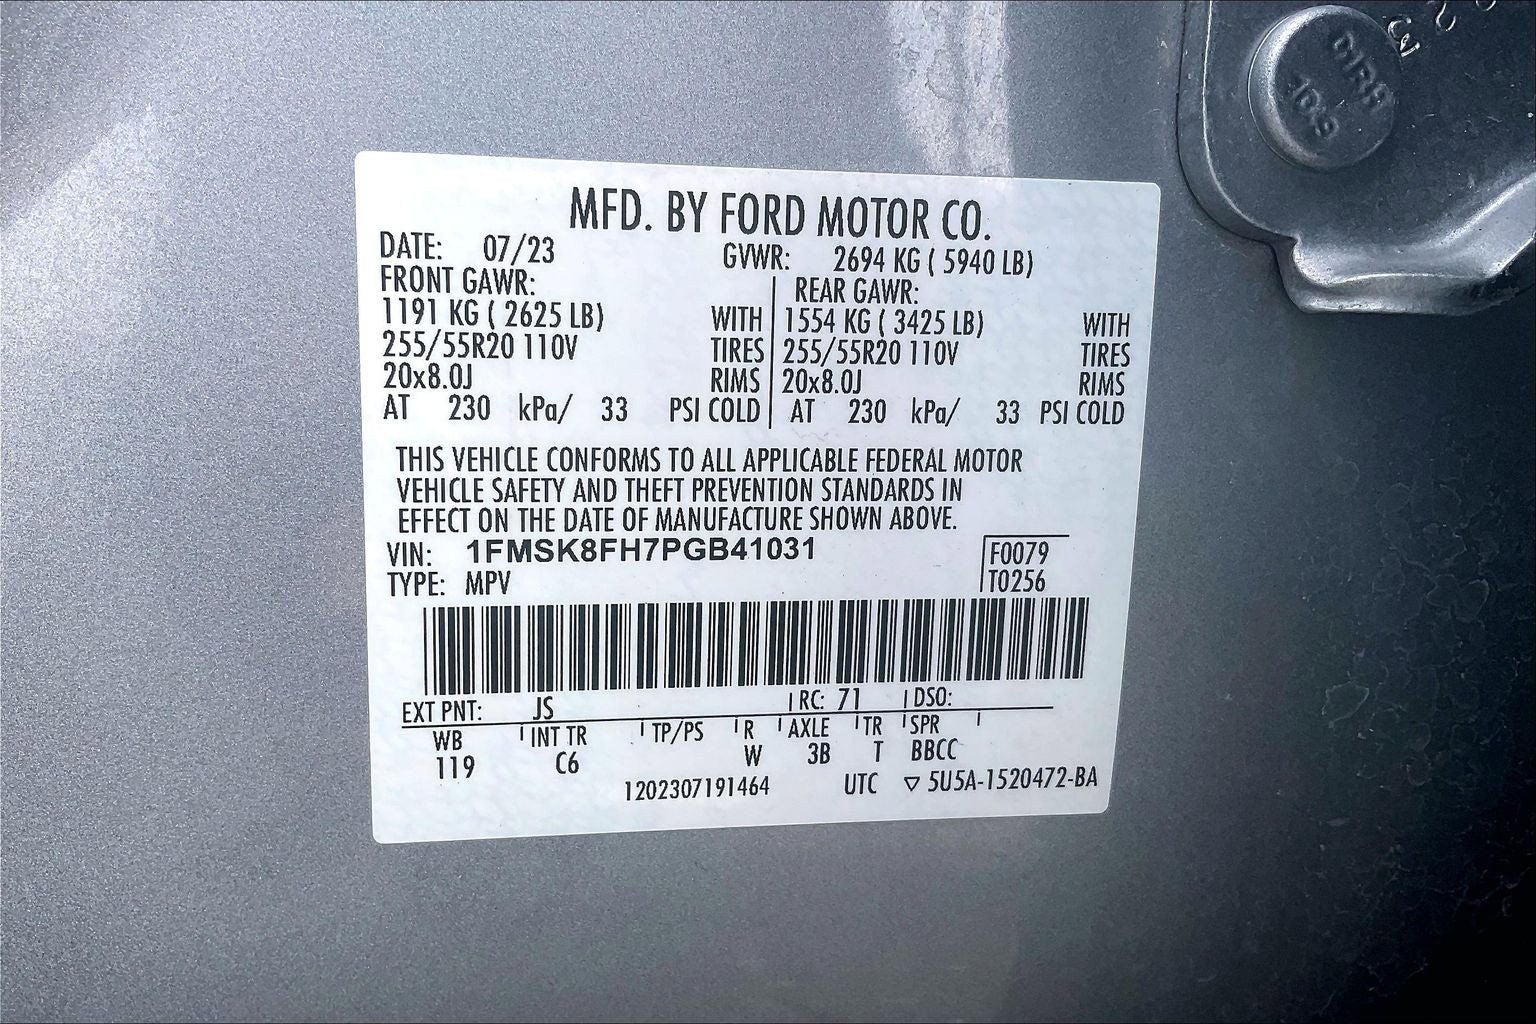 MFD. BY FORD MOTOR CO.
DATE: 07/23 GVWR: 2694 KG ( 5940 LB)
FRONT GAWR: REAR GAWR:
1191 KG ( 2625 LB) WITH 1554 KG ( 3425 LB) WITH
255/55R20 110V TIRES 255/55R20 110V TIRES
20x8.0J RIMS 20x8.0J RIMS
AT 230 kPa/ 33 PSI COLD AT 230 kPa/ 33 PSI COLD
THIS VEHICLE CONFORMS TO ALL APPLICABLE FEDERAL MOTOR
VEHICLE SAFETY AND THEFT PREVENTION STANDARDS IN
EFFECT ON THE DATE OF MANUFACTURE SHOWN ABOVE.
VIN: 1FMSK8FH7PGB41031 F0079
TYPE: MPV T0256
EXT PNT: JS RC: 71 DSO:
WB INT TR TP/PS R AXLE TR SPR
119 C6 W 3B T BBCC
1202307191464 UTC ▽ 5U5A-1520472-BA
10.9